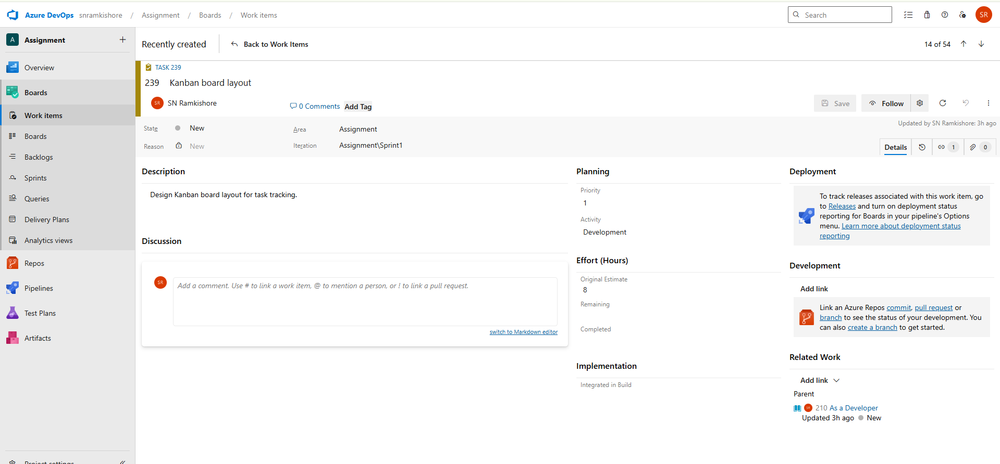 Azure DevOps snramkishore / Assignment / Boards / Work items
Search
SR
A Assignment
Recently created
Back to Work Items
14 of 54
Overview
Boards
Work items
Boards
Backlogs
Sprints
Queries
Delivery Plans
Analytics views
Repos
Pipelines
Test Plans
Artifacts
Project settings
TASK 239
239 Kanban board layout
SR SN Ramkishore
0 Comments
Add Tag
Save
Follow
State New
Area Assignment
Updated by SN Ramkishore: 3h ago
Reason New
Iteration Assignment\Sprint1
Details
1
0
Description
Design Kanban board layout for task tracking.
Discussion
SR
Add a comment. Use # to link a work item, @ to mention a person, or ! to link a pull request.
switch to Markdown editor
Planning
Priority
1
Activity
Development
Effort (Hours)
Original Estimate
8
Remaining
Completed
Implementation
Integrated in Build
Deployment
To track releases associated with this work item, go
to Releases and turn on deployment status
reporting for Boards in your pipeline's Options
menu. Learn more about deployment status
reporting
Development
Add link
Link an Azure Repos commit, pull request or
branch to see the status of your development. You
can also create a branch to get started.
Related Work
Add link
Parent
SR 210 As a Developer
Updated 3h ago New